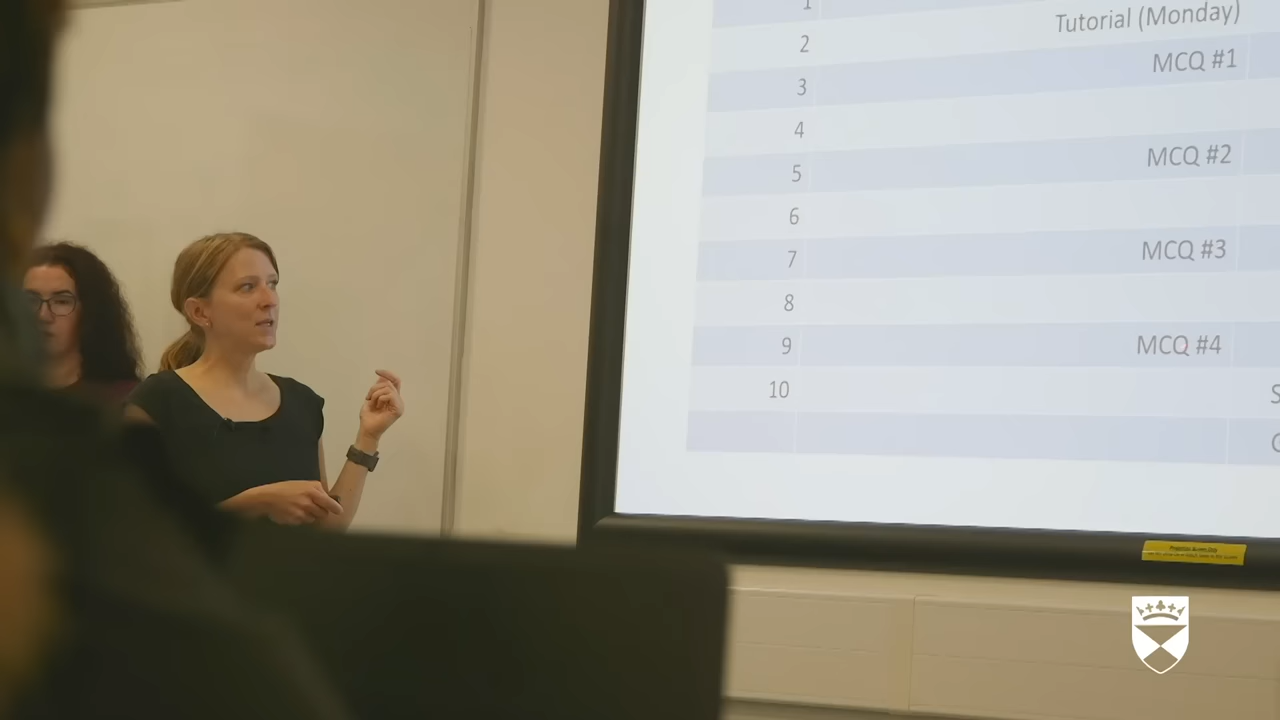 1
2 Tutorial (Monday)
3 MCQ #1
4
5 MCQ #2
6
7 MCQ #3
8
9 MCQ #4
10 S